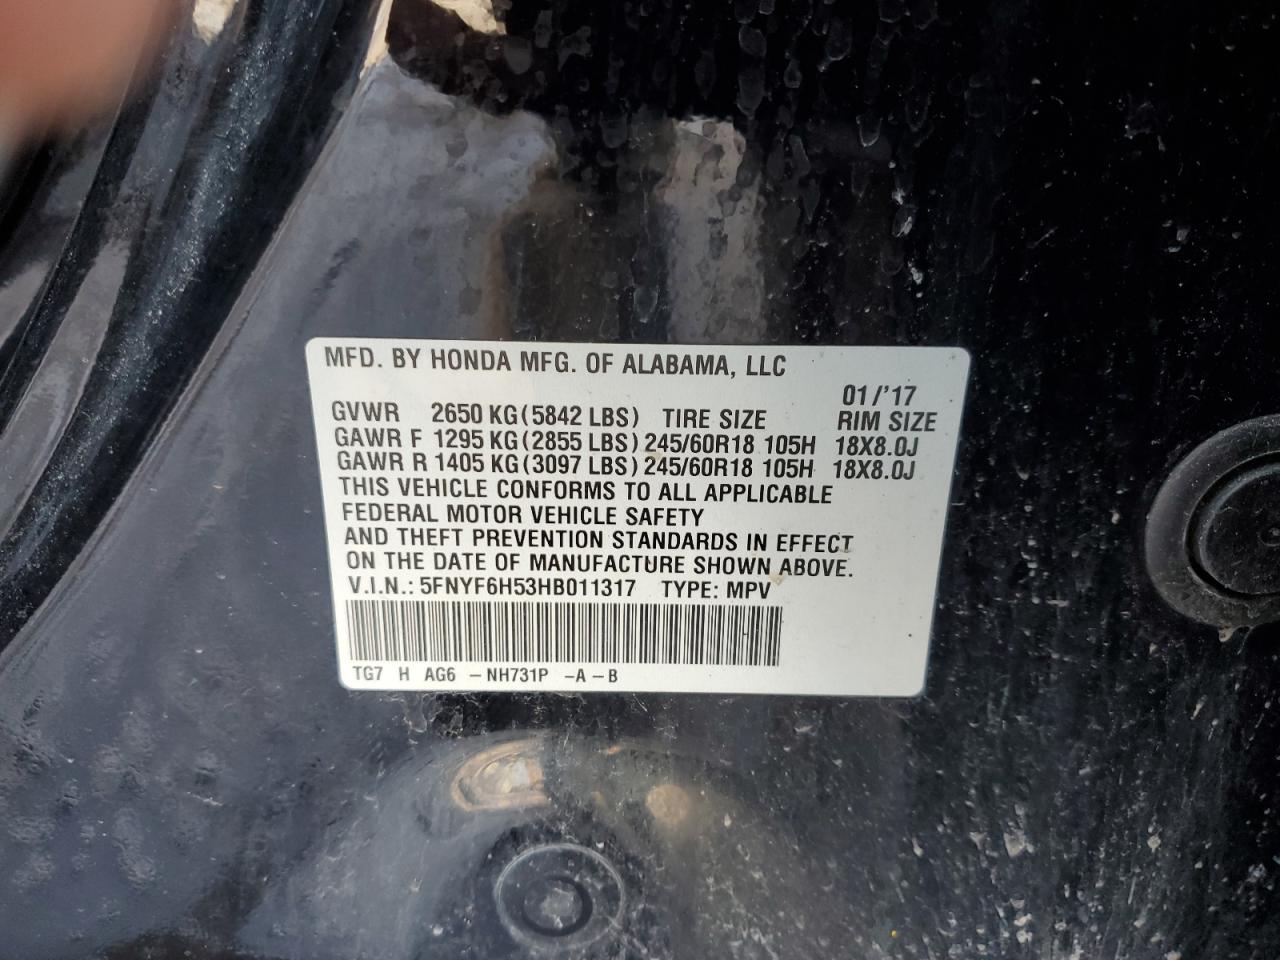 MFD. BY HONDA MFG. OF ALABAMA, LLC
01/'17
GVWR 2650 KG(5842 LBS) TIRE SIZE RIM SIZE
GAWR F 1295 KG(2855 LBS)245/60R18 105H 18X8.0J
GAWR R 1405 KG(3097 LBS)245/60R18 105H 18X8.0J
THIS VEHICLE CONFORMS TO ALL APPLICABLE
FEDERAL MOTOR VEHICLE SAFETY
AND THEFT PREVENTION STANDARDS IN EFFECT
ON THE DATE OF MANUFACTURE SHOWN ABOVE.
V.I.N.: 5FNYF6H53HB011317 TYPE: MPV
TG7 H AG6 -NH731P -A-B